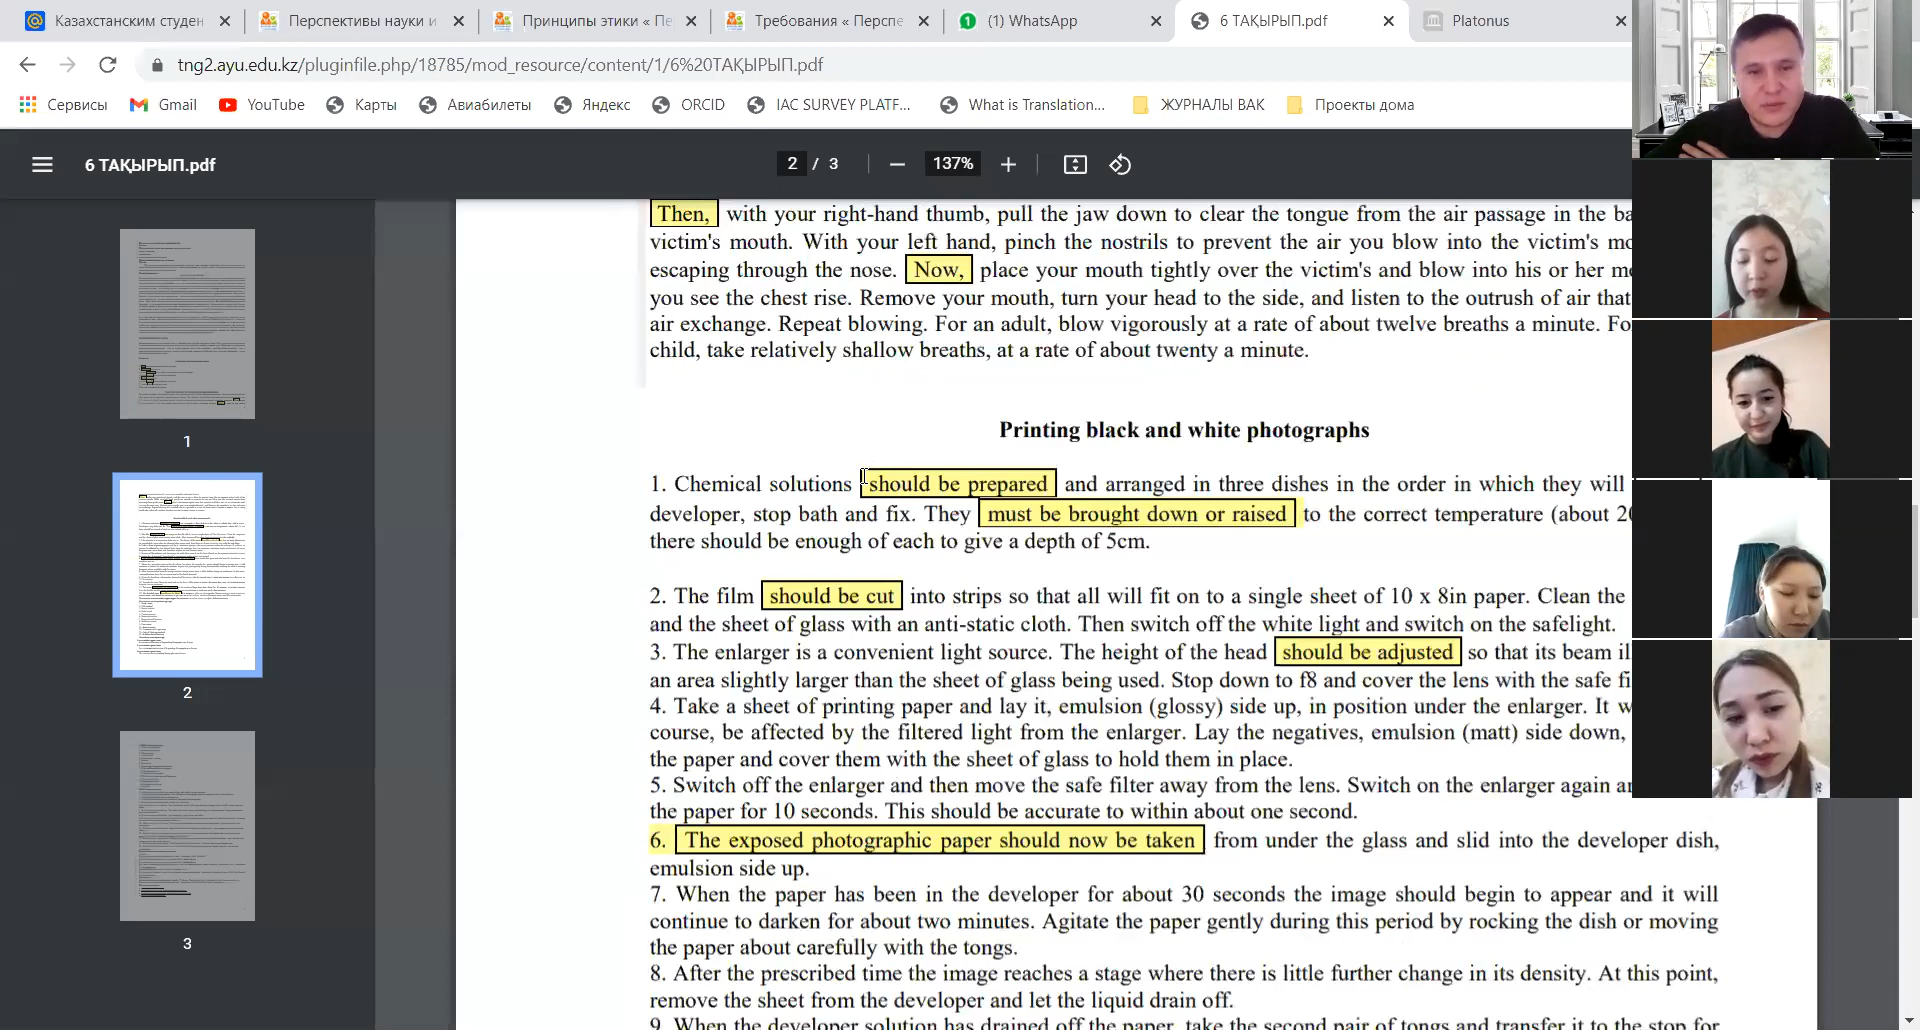 Казахстанским студен
Перспективы науки и
Принципы этики « Пе
Требования « Перспе
(1) WhatsApp
6 ТАҚЫРЫП.pdf
Platonus
tng2.ayu.edu.kz/pluginfile.php/18785/mod_resource/content/1/6%20ТАҚЫРЫП.pdf
Сервисы
Gmail
YouTube
Карты
Авиабилеты
Яндекс
ORCID
IAC SURVEY PLATF...
What is Translation...
ЖУРНАЛЫ ВАК
Проекты дома
6 ТАҚЫРЫП.pdf
2 / 3
137%
1
2
3
Then, with your right-hand thumb, pull the jaw down to clear the tongue from the air passage in the ba
victim's mouth. With your left hand, pinch the nostrils to prevent the air you blow into the victim's mo
escaping through the nose. Now, place your mouth tightly over the victim's and blow into his or her m
you see the chest rise. Remove your mouth, turn your head to the side, and listen to the outrush of air that
air exchange. Repeat blowing. For an adult, blow vigorously at a rate of about twelve breaths a minute. Fo
child, take relatively shallow breaths, at a rate of about twenty a minute.
Printing black and white photographs
1. Chemical solutions should be prepared and arranged in three dishes in the order in which they will
developer, stop bath and fix. They must be brought down or raised to the correct temperature (about 20
there should be enough of each to give a depth of 5cm.
2. The film should be cut into strips so that all will fit on to a single sheet of 10 x 8in paper. Clean the
and the sheet of glass with an anti-static cloth. Then switch off the white light and switch on the safelight.
3. The enlarger is a convenient light source. The height of the head should be adjusted so that its beam il
an area slightly larger than the sheet of glass being used. Stop down to f8 and cover the lens with the safe fi
4. Take a sheet of printing paper and lay it, emulsion (glossy) side up, in position under the enlarger. It w
course, be affected by the filtered light from the enlarger. Lay the negatives, emulsion (matt) side down,
the paper and cover them with the sheet of glass to hold them in place.
5. Switch off the enlarger and then move the safe filter away from the lens. Switch on the enlarger again an
the paper for 10 seconds. This should be accurate to within about one second.
6. The exposed photographic paper should now be taken from under the glass and slid into the developer dish,
emulsion side up.
7. When the paper has been in the developer for about 30 seconds the image should begin to appear and it will
continue to darken for about two minutes. Agitate the paper gently during this period by rocking the dish or moving
the paper about carefully with the tongs.
8. After the prescribed time the image reaches a stage where there is little further change in its density. At this point,
remove the sheet from the developer and let the liquid drain off.
9. When the developer solution has drained off the paper, take the second pair of tongs and transfer it to the stop for